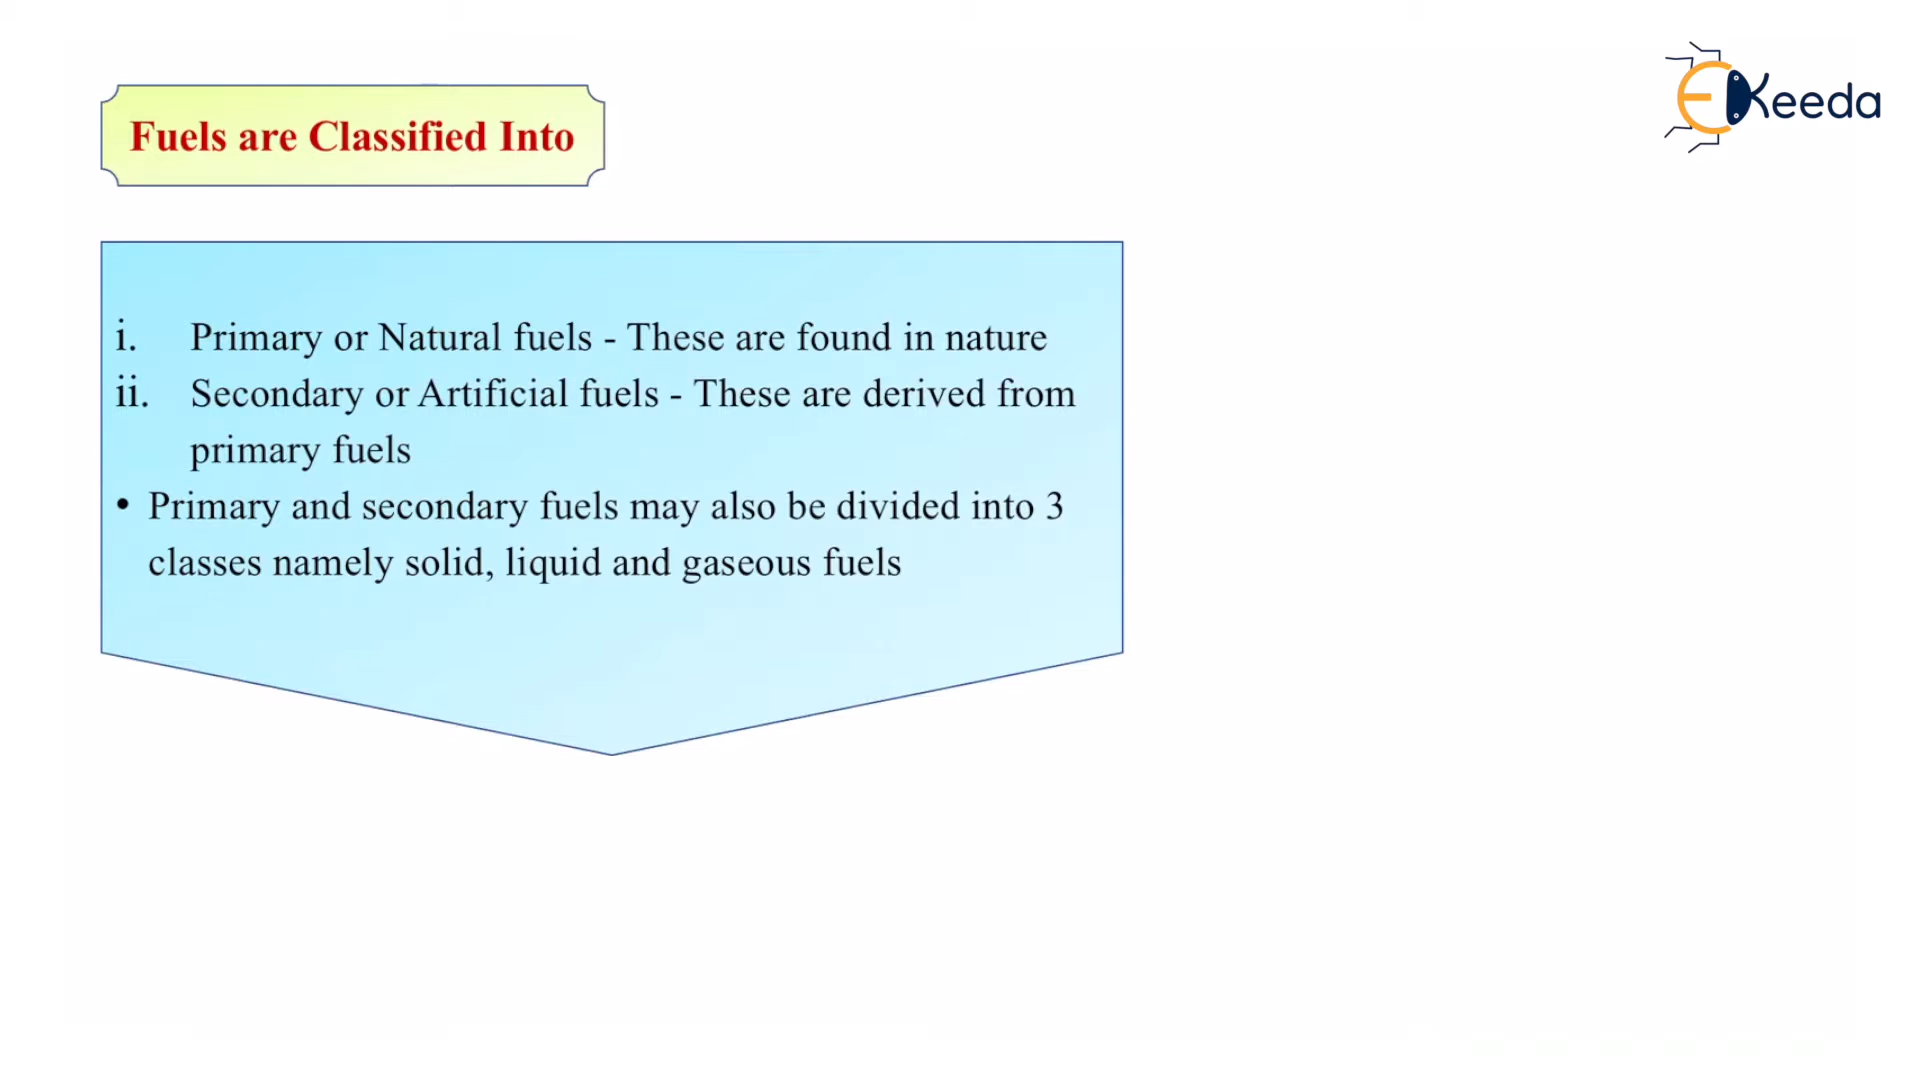 EKeeda
Fuels are Classified Into
i. Primary or Natural fuels - These are found in nature
ii. Secondary or Artificial fuels - These are derived from
primary fuels
• Primary and secondary fuels may also be divided into 3
classes namely solid, liquid and gaseous fuels